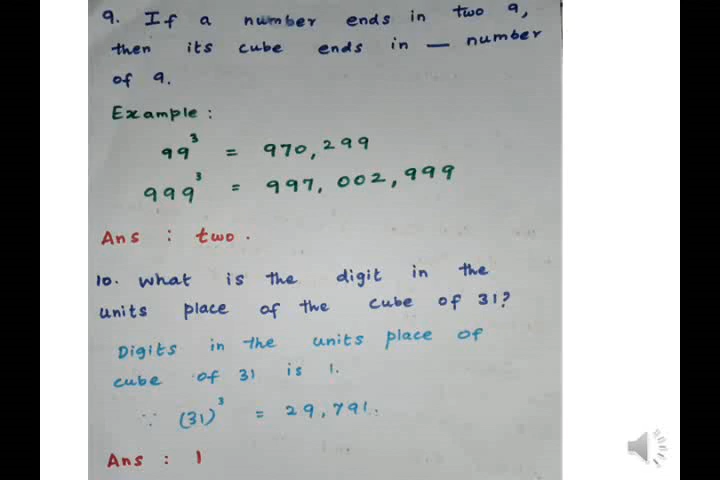 9. If a number ends in two 9,
then its cube ends in — number
of 9.
Example :
99³ = 970,299
999³ = 997,002,999
Ans : two.
10. What is the digit in the
units place of the cube of 31?
Digits in the units place of
cube of 31 is 1.
∵ (31)³ = 29,791.
Ans : 1